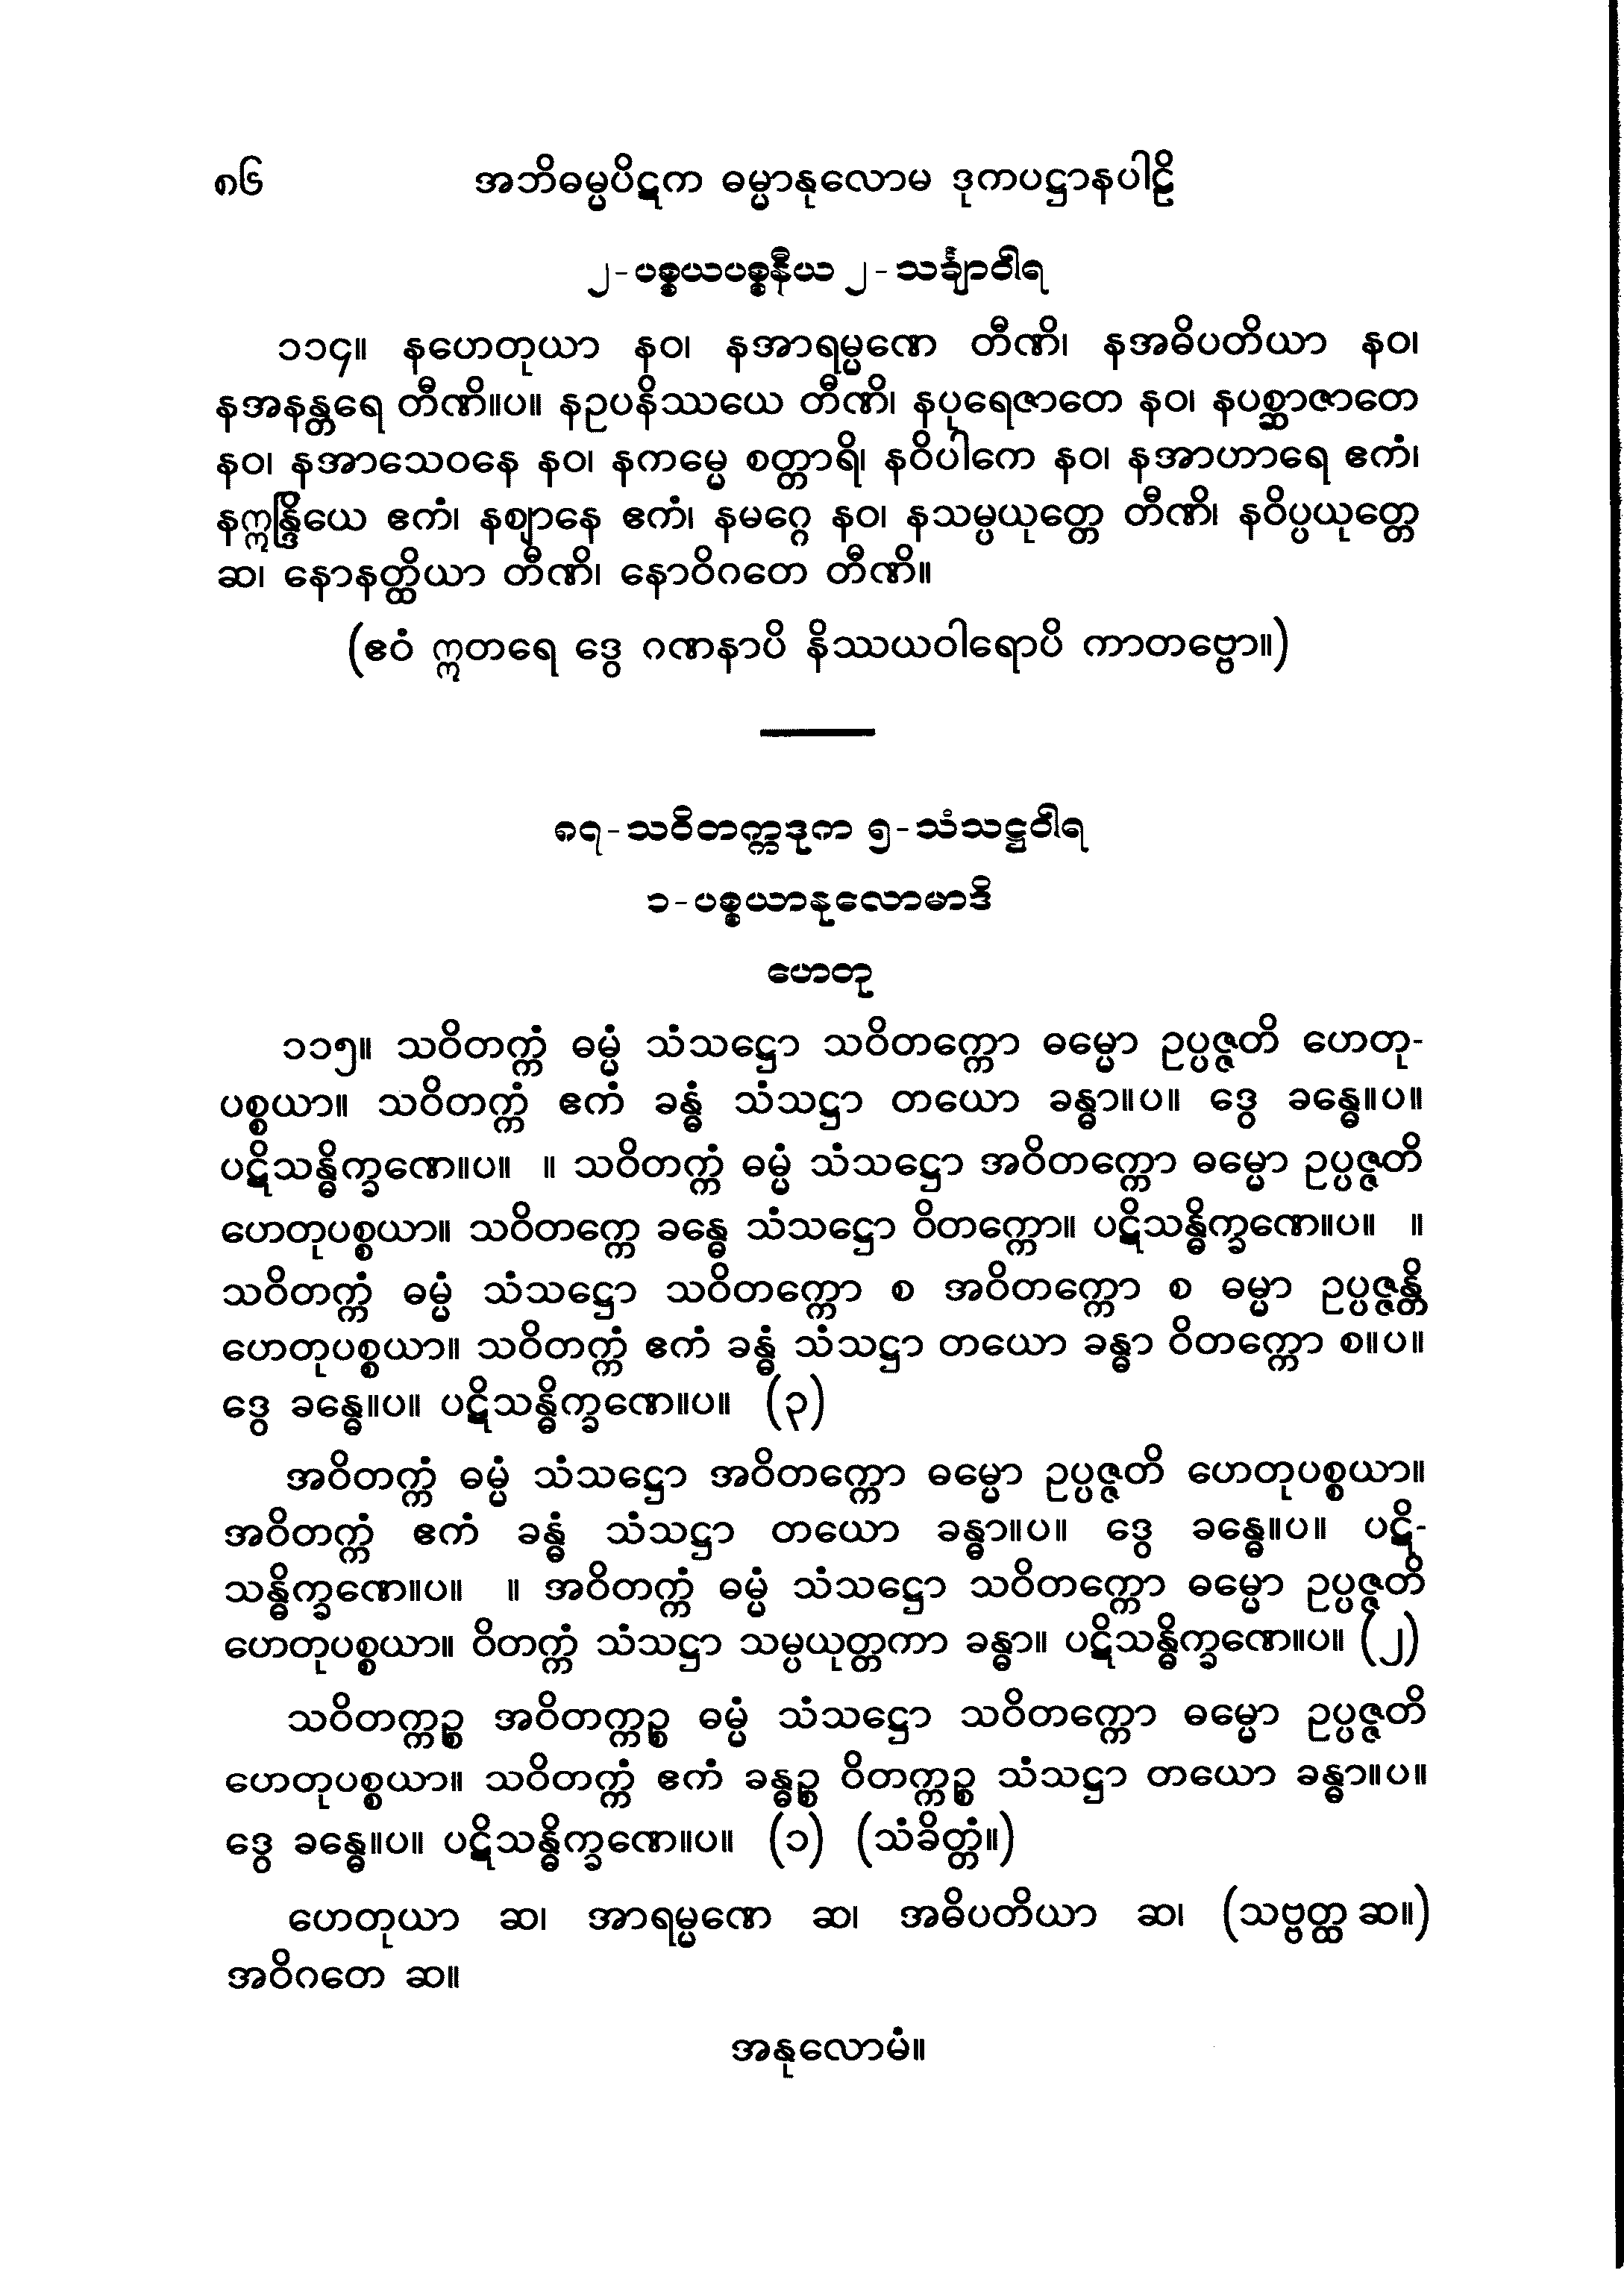 ၈၆ အဘိဓမ္မပိဋက ဓမ္မာနုလောမ ဒုကပဋ္ဌာနပါဠိ
၂-ပစ္စယပစ္စနီယ ၂-သင်္ချာဝါရ
၁၁၄။ နဟေတုယာ နဝ၊ နအာရမ္မဏေ တီဏိ၊ နအဓိပတိယာ နဝ၊
နအနန္တရေ တီဏိ။ပ။ နဥပနိဿယေ တီဏိ၊ နပုရေဇာတေ နဝ၊ နပစ္ဆာဇာတေ
နဝ၊ နအာသေဝနေ နဝ၊ နကမ္မေ စတ္တာရိ၊ နဝိပါကေ နဝ၊ နအာဟာရေ ဧကံ၊
နဣန္ဒြိယေ ဧကံ၊ နဈာနေ ဧကံ၊ နမဂ္ဂေ နဝ၊ နသမ္ပယုတ္တေ တီဏိ၊ နဝိပ္ပယုတ္တေ
ဆ၊ နောနတ္ထိယာ တီဏိ၊ နောဝိဂတေ တီဏိ။
(ဧဝံ ဣတရေ ဒွေ ဂဏနာပိ နိဿယဝါရောပိ ကာတဗ္ဗော။)
၈၇-သဝိတက္ကဒုက ၅-သံသဋ္ဌဝါရ
၁-ပစ္စယာနုလောမာဒိ
ဟေတု
၁၁၅။ သဝိတက္ကံ ဓမ္မံ သံသဋ္ဌော သဝိတက္ကော ဓမ္မော ဥပ္ပဇ္ဇတိ ဟေတု-
ပစ္စယာ။ သဝိတက္ကံ ဧကံ ခန္ဓံ သံသဋ္ဌာ တယော ခန္ဓာ။ပ။ ဒွေ ခန္ဓေ။ပ။
ပဋိသန္ဓိက္ခဏေ။ပ။ ။ သဝိတက္ကံ ဓမ္မံ သံသဋ္ဌော အဝိတက္ကော ဓမ္မော ဥပ္ပဇ္ဇတိ
ဟေတုပစ္စယာ။ သဝိတက္ကေ ခန္ဓေ သံသဋ္ဌော ဝိတက္ကော။ ပဋိသန္ဓိက္ခဏေ။ပ။ ။
သဝိတက္ကံ ဓမ္မံ သံသဋ္ဌော သဝိတက္ကော စ အဝိတက္ကော စ ဓမ္မာ ဥပ္ပဇ္ဇန္တိ
ဟေတုပစ္စယာ။ သဝိတက္ကံ ဧကံ ခန္ဓံ သံသဋ္ဌာ တယော ခန္ဓာ ဝိတက္ကော စ။ပ။
ဒွေ ခန္ဓေ။ပ။ ပဋိသန္ဓိက္ခဏေ။ပ။ (၃)
အဝိတက္ကံ ဓမ္မံ သံသဋ္ဌော အဝိတက္ကော ဓမ္မော ဥပ္ပဇ္ဇတိ ဟေတုပစ္စယာ။
အဝိတက္ကံ ဧကံ ခန္ဓံ သံသဋ္ဌာ တယော ခန္ဓာ။ပ။ ဒွေ ခန္ဓေ။ပ။ ပဋိ-
သန္ဓိက္ခဏေ။ပ။ ။ အဝိတက္ကံ ဓမ္မံ သံသဋ္ဌော သဝိတက္ကော ဓမ္မော ဥပ္ပဇ္ဇတိ
ဟေတုပစ္စယာ။ ဝိတက္ကံ သံသဋ္ဌာ သမ္ပယုတ္တကာ ခန္ဓာ။ ပဋိသန္ဓိက္ခဏေ။ပ။ (၂)
သဝိတက္ကဉ္စ အဝိတက္ကဉ္စ ဓမ္မံ သံသဋ္ဌော သဝိတက္ကော ဓမ္မော ဥပ္ပဇ္ဇတိ
ဟေတုပစ္စယာ။ သဝိတက္ကံ ဧကံ ခန္ဓဉ္စ ဝိတက္ကဉ္စ သံသဋ္ဌာ တယော ခန္ဓာ။ပ။
ဒွေ ခန္ဓေ။ပ။ ပဋိသန္ဓိက္ခဏေ။ပ။ (၁) (သံခိတ္တံ။)
ဟေတုယာ ဆ၊ အာရမ္မဏေ ဆ၊ အဓိပတိယာ ဆ၊ (သဗ္ဗတ္ထ ဆ။)
အဝိဂတေ ဆ။
အနုလောမံ။